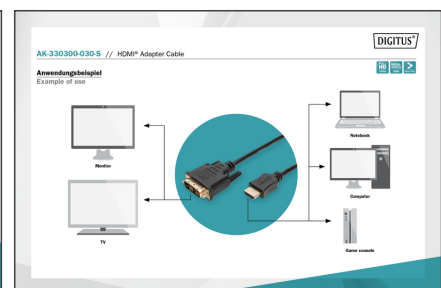 DIGITUS®
AK-330300-030-S // HDMI® Adapter Cable
Anwendungsbeispiel
Example of use
Monitor
TV
Notebook
Computer
Game console